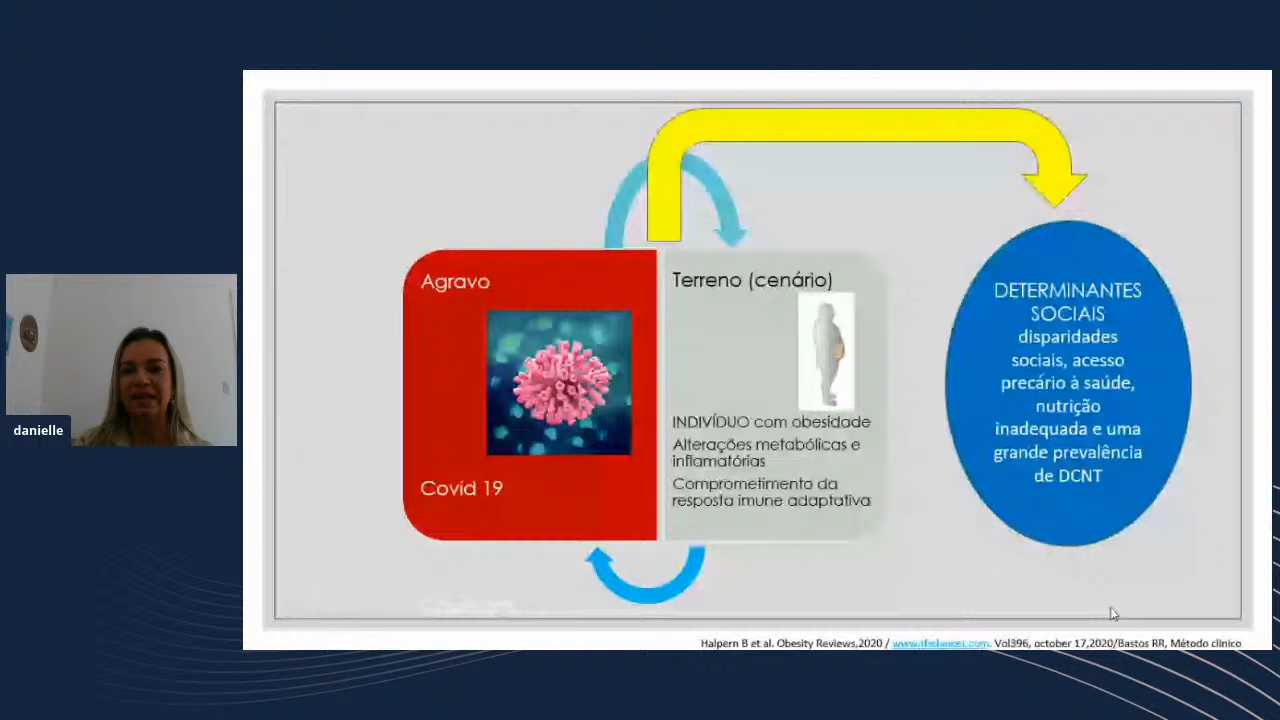 danielle
Agravo
Covid 19
Terreno (cenário)
INDIVÍDUO com obesidade
Alterações metabólicas e
inflamatórias
Comprometimento da
resposta imune adaptativa
DETERMINANTES
SOCIAIS
disparidades
sociais, acesso
precário à saúde,
nutrição
inadequada e uma
grande prevalência
de DCNT
Halpern B et al. Obesity Reviews,2020 / www.thelancet.com. Vol396, october 17,2020/Bastos RR, Método clínico